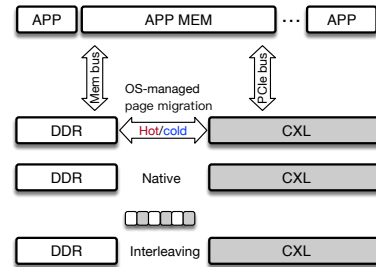 APP APP MEM ... APP
Mem bus
PCIe bus
OS-managed
page migration
DDR Hot/cold CXL
DDR Native CXL
DDR Interleaving CXL